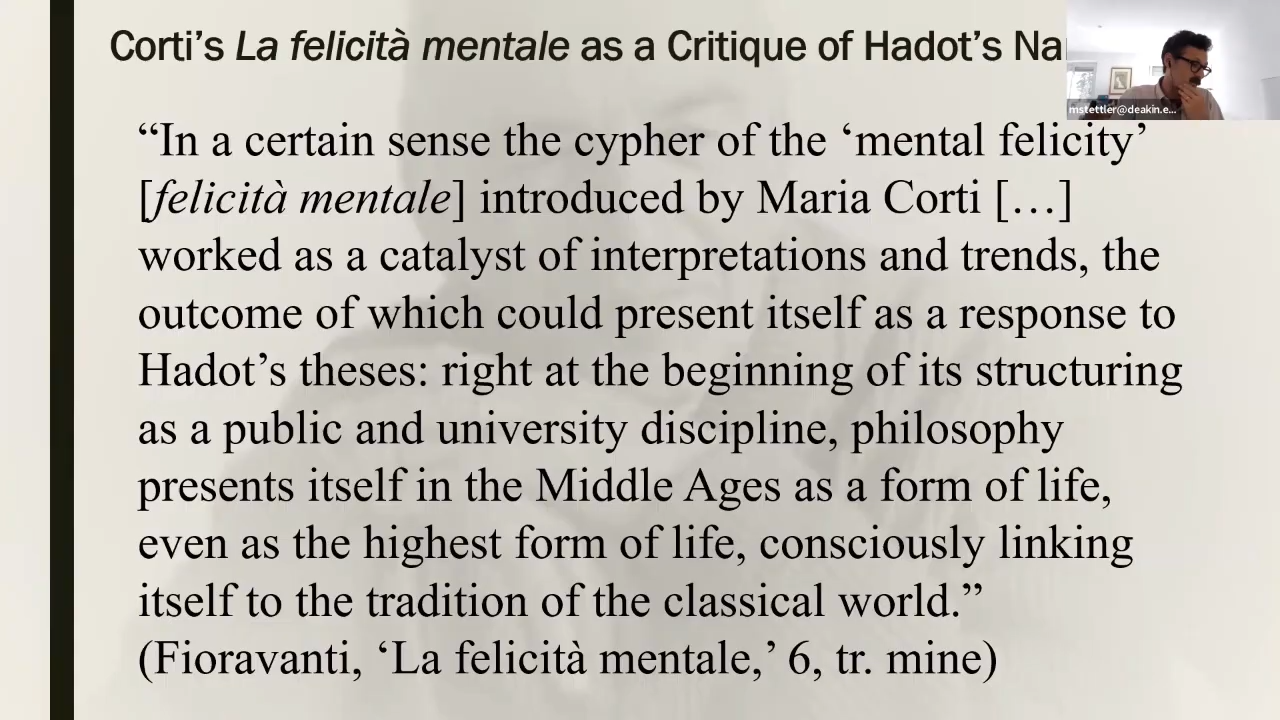 Corti’s La felicità mentale as a Critique of Hadot’s
mstettler@deakin.e...
“In a certain sense the cypher of the ‘mental felicity’
[felicità mentale] introduced by Maria Corti […]
worked as a catalyst of interpretations and trends, the
outcome of which could present itself as a response to
Hadot’s theses: right at the beginning of its structuring
as a public and university discipline, philosophy
presents itself in the Middle Ages as a form of life,
even as the highest form of life, consciously linking
itself to the tradition of the classical world.”
(Fioravanti, ‘La felicità mentale,’ 6, tr. mine)